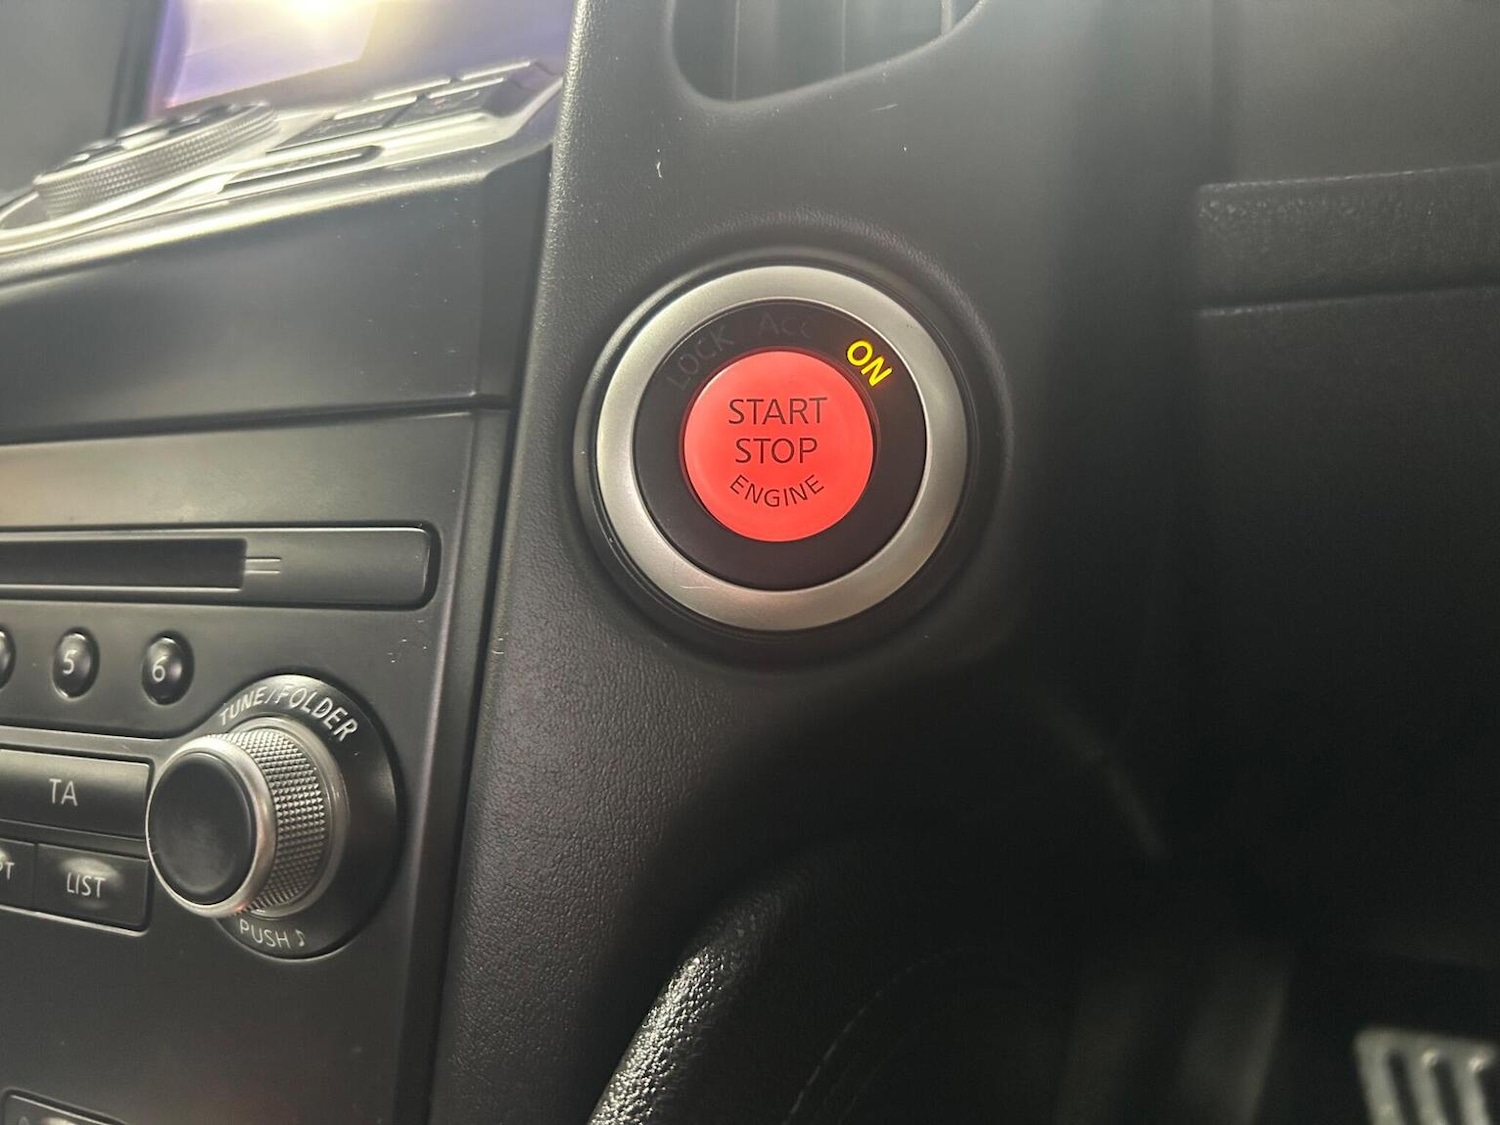 LOCK
ACC
ON
START
STOP
ENGINE
5
6
TUNE/FOLDER
TA
LIST
PUSH ♪